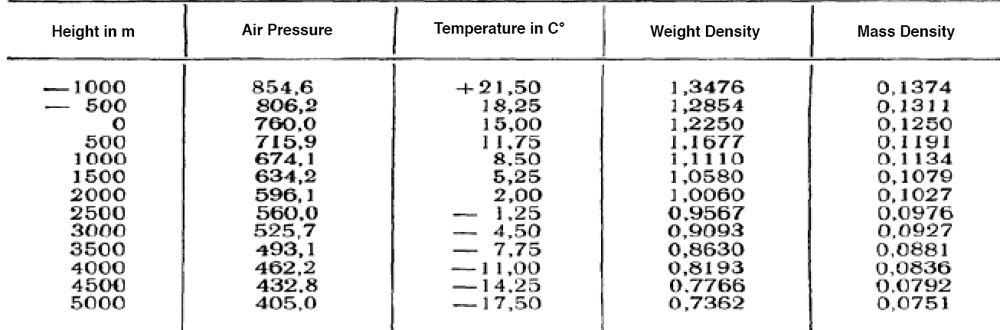 Height in m Air Pressure Temperature in C° Weight Density Mass Density
— 1000 854,6 + 21,50 1,3476 0,1374
— 500 806,2 18,25 1,2854 0,1311
0 760,0 15,00 1,2250 0,1250
500 715,9 11,75 1,1677 0,1191
1000 674,1 8,50 1,1110 0,1134
1500 634,2 5,25 1,0580 0,1079
2000 596,1 2,00 1,0060 0,1027
2500 560,0 — 1,25 0,9567 0,0976
3000 525,7 — 4,50 0,9093 0,0927
3500 493,1 — 7,75 0,8630 0,0881
4000 462,2 — 11,00 0,8193 0,0836
4500 432,8 — 14,25 0,7766 0,0792
5000 405,0 — 17,50 0,7362 0,0751